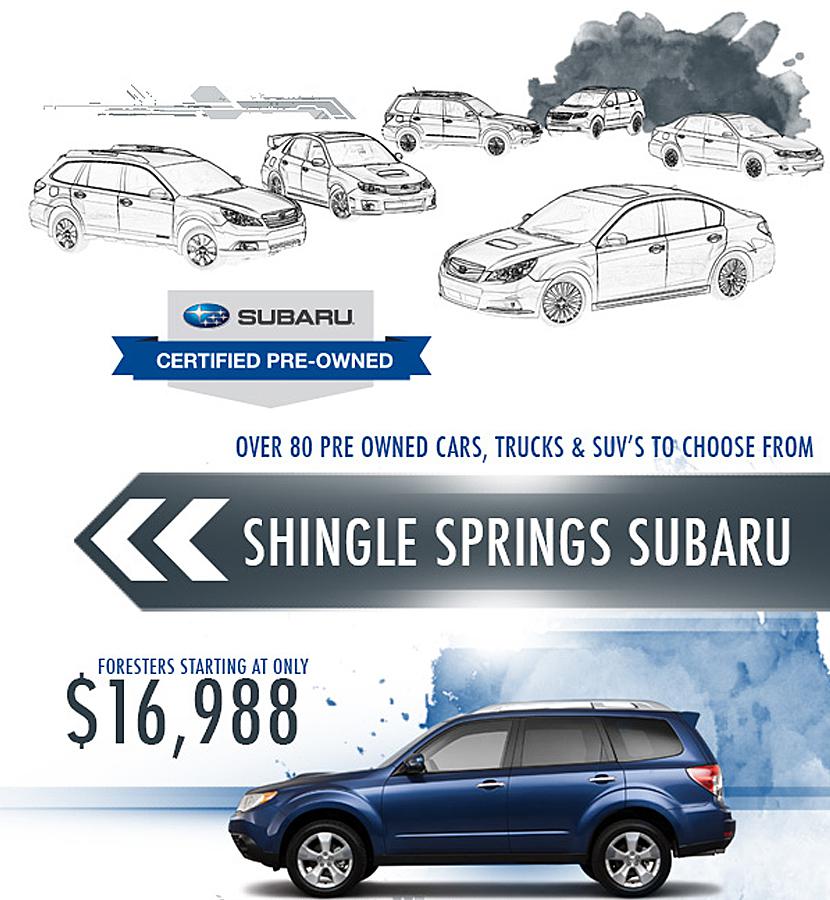 SUBARU.
CERTIFIED PRE-OWNED
OVER 80 PRE OWNED CARS, TRUCKS & SUV'S TO CHOOSE FROM
SHINGLE SPRINGS SUBARU
FORESTERS STARTING AT ONLY
$16,988